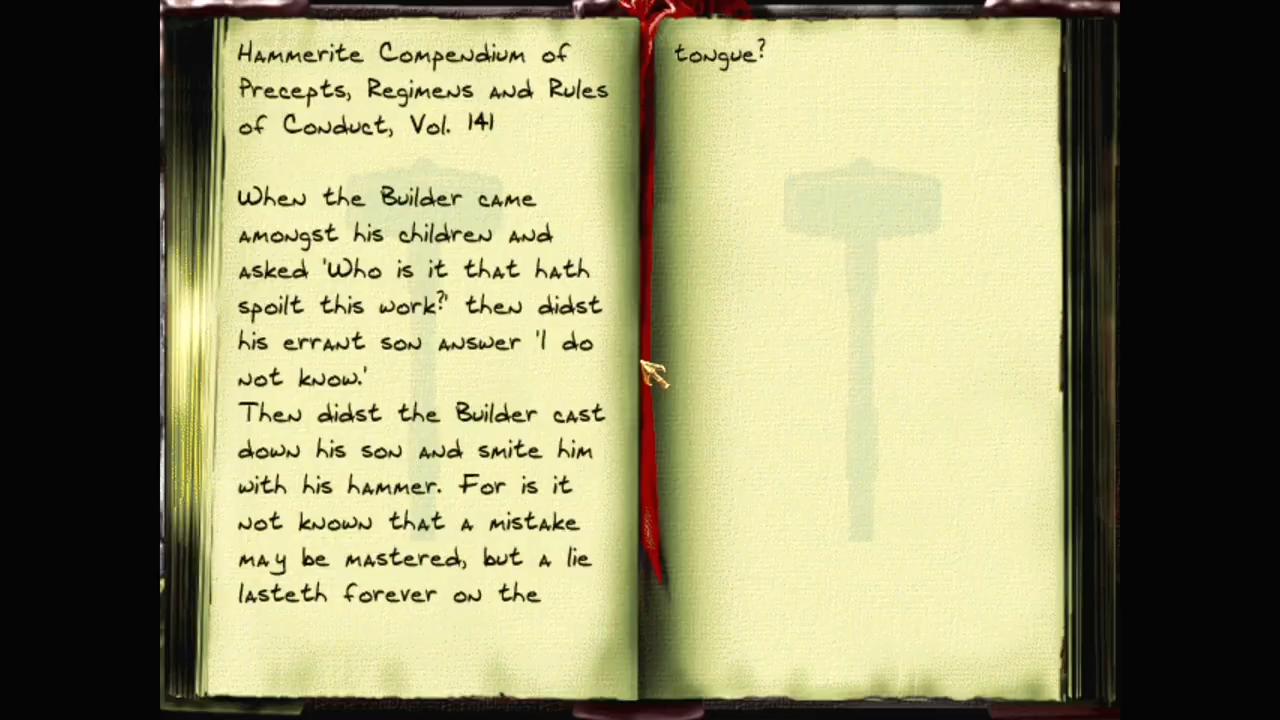 Hammerite Compendium of
Precepts, Regimens and Rules
of Conduct, Vol. 141
When the Builder came
amongst his children and
asked 'Who is it that hath
spoilt this work?' then didst
his errant son answer 'I do
not know.'
Then didst the Builder cast
down his son and smite him
with his hammer. For is it
not known that a mistake
may be mastered, but a lie
lasteth forever on the
tongue?